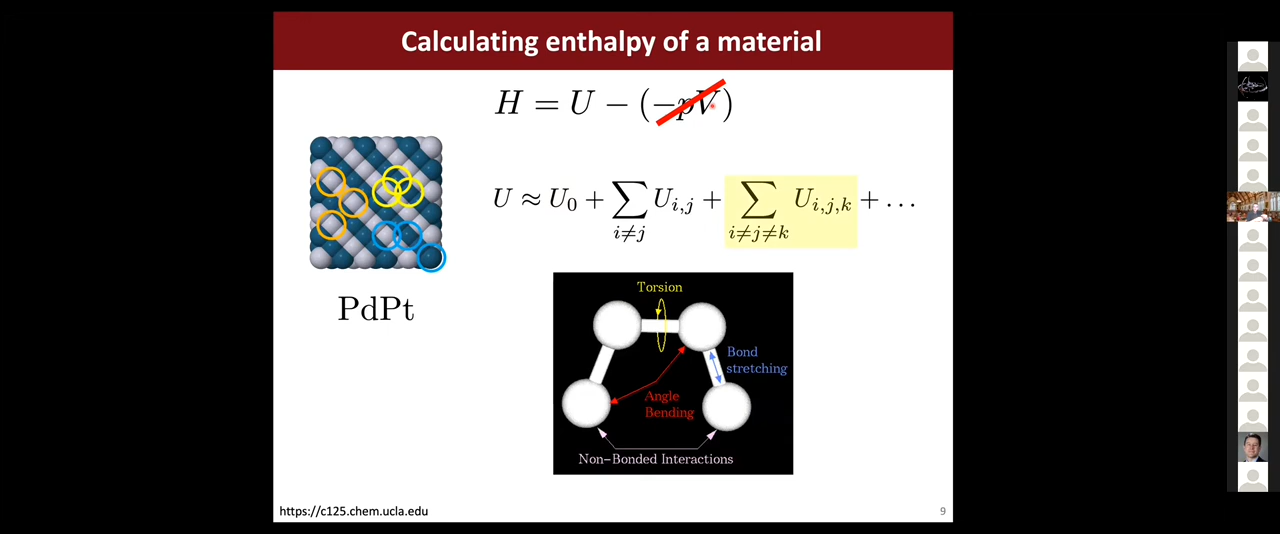 Calculating enthalpy of a material
H = U − (−pV)
U ≈ U₀ + ∑_{i≠j} U_{i,j} + ∑_{i≠j≠k} U_{i,j,k} + …
PdPt
Torsion
Bond
stretching
Angle
Bending
Non−Bonded Interactions
https://c125.chem.ucla.edu
9